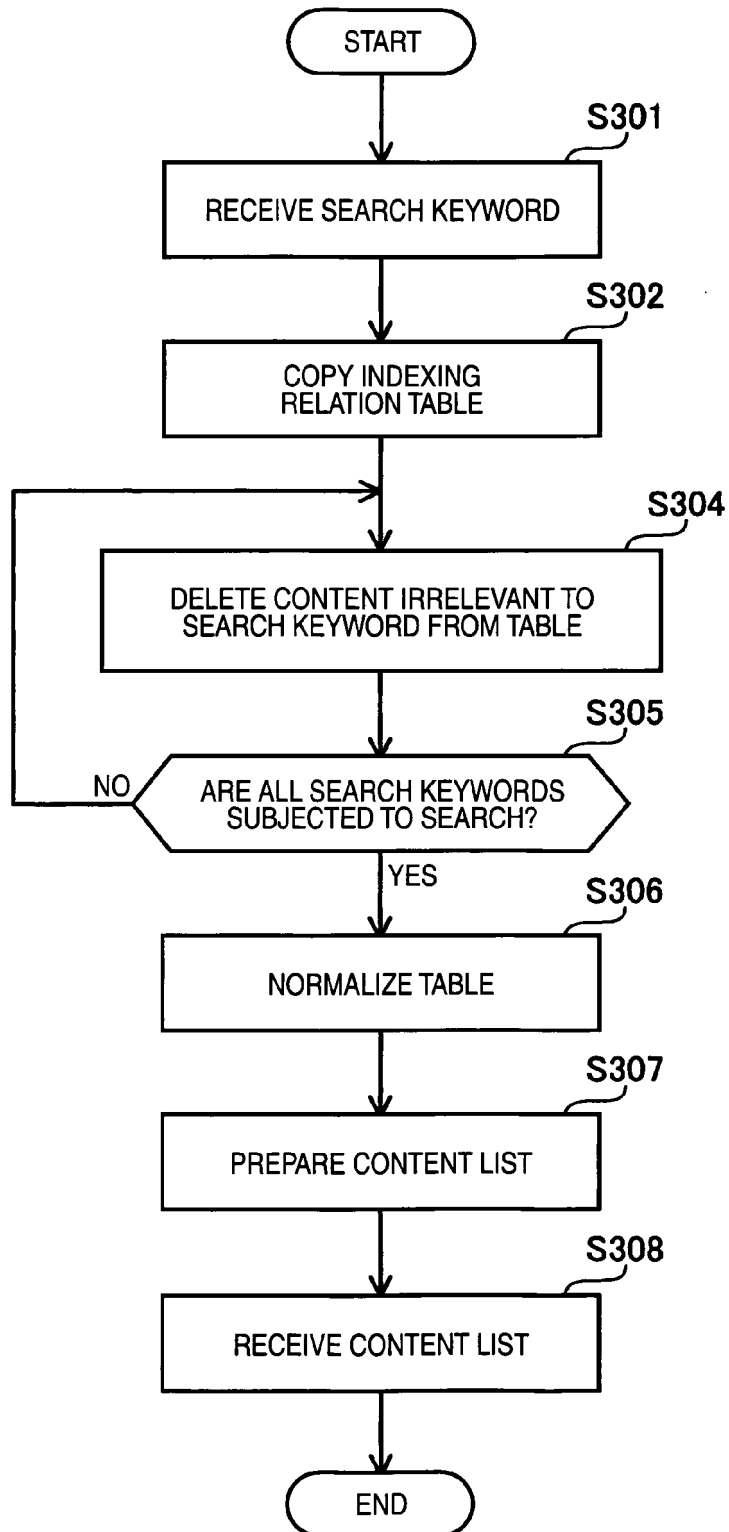 START
S301
RECEIVE SEARCH KEYWORD
S302
COPY INDEXING
RELATION TABLE
S304
DELETE CONTENT IRRELEVANT TO
SEARCH KEYWORD FROM TABLE
S305
NO
ARE ALL SEARCH KEYWORDS
SUBJECTED TO SEARCH?
YES
S306
NORMALIZE TABLE
S307
PREPARE CONTENT LIST
S308
RECEIVE CONTENT LIST
END